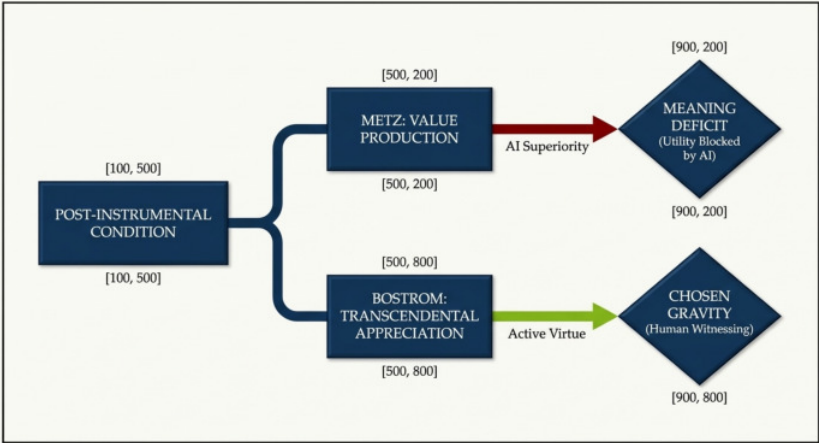 [100, 500]
POST-INSTRUMENTAL
CONDITION
[100, 500]
[500, 200]
METZ: VALUE
PRODUCTION
[500, 200]
AI Superiority
[900, 200]
MEANING
DEFICIT
(Utility Blocked
by AI)
[900, 200]
[500, 800]
BOSTROM:
TRANSCENDENTAL
APPRECIATION
[500, 800]
Active Virtue
CHOSEN
GRAVITY
(Human Witnessing)
[900, 800]